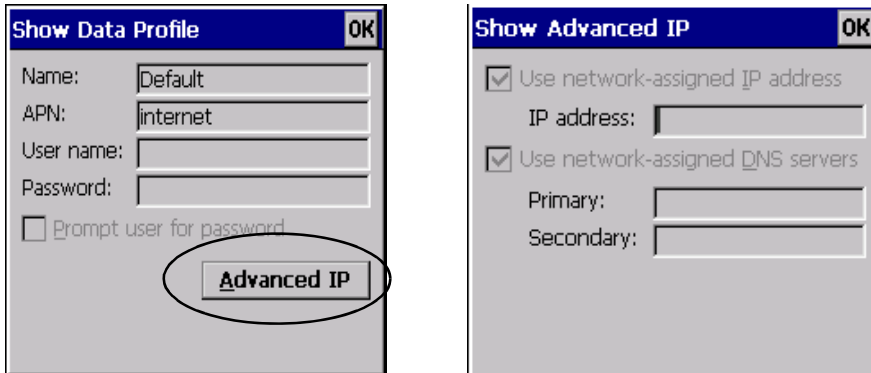 Show Data Profile OK
Name: Default
APN: internet
User name:
Password:
Prompt user for password
Advanced IP
Show Advanced IP OK
Use network-assigned IP address
IP address:
Use network-assigned DNS servers
Primary:
Secondary: